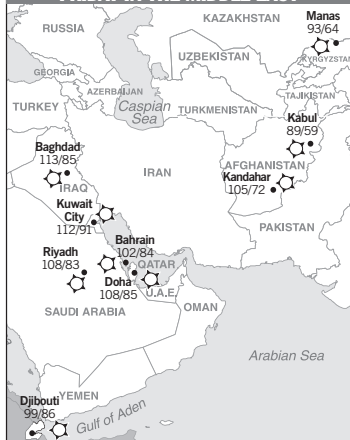 KAZAKHSTAN
Manas
93/64
RUSSIA
UZBEKISTAN
KYRGYZSTAN
GEORGIA
AZERBAIJAN
TAJIKISTAN
TURKEY
Caspian
Sea
TURKMENISTAN
Kabul
89/59
Baghdad
113/85
IRAN
AFGHANISTAN
Kandahar
105/72
IRAQ
Kuwait
City
112/91
PAKISTAN
Riyadh
108/83
Bahrain
102/84
QATAR
Doha
108/85
U.A.E.
OMAN
SAUDI ARABIA
Arabian Sea
YEMEN
Djibouti
99/86
Gulf of Aden